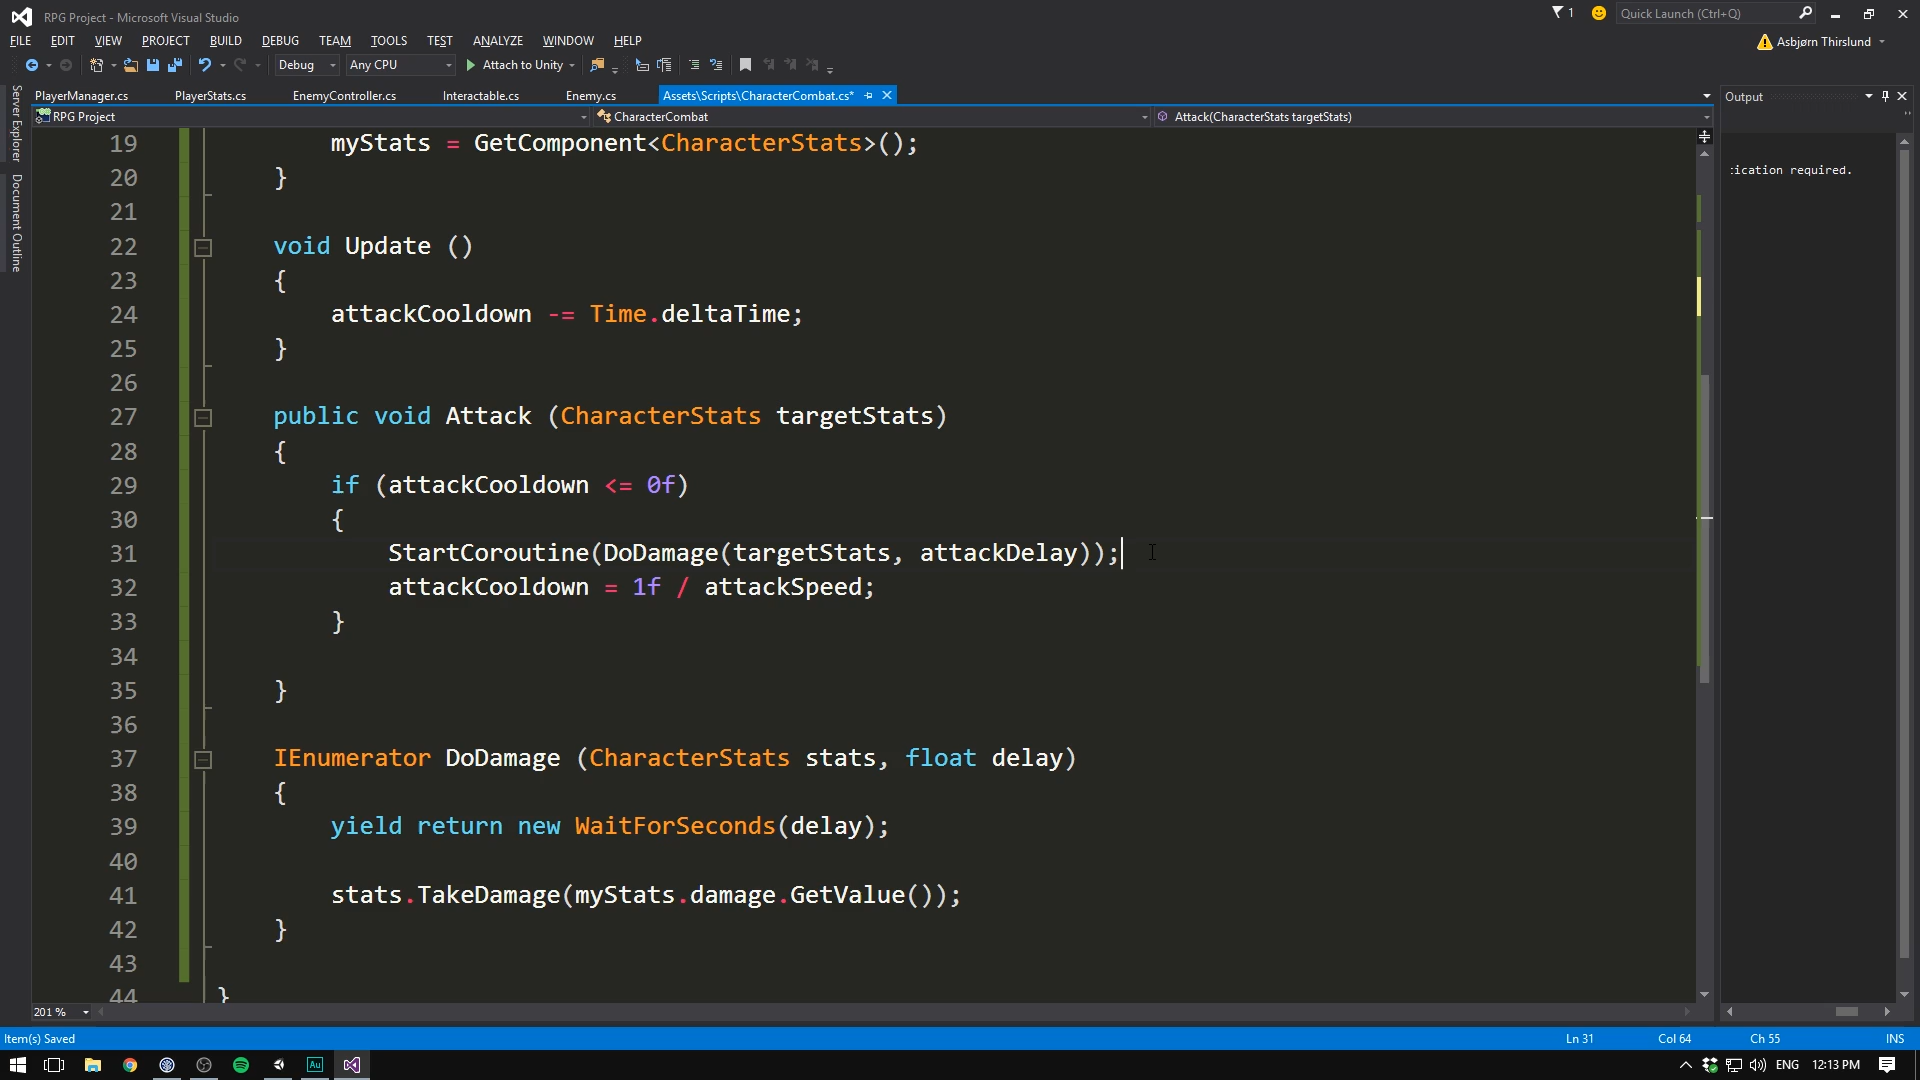 RPG Project - Microsoft Visual Studio
1
Quick Launch (Ctrl+Q)
FILE EDIT VIEW PROJECT BUILD DEBUG TEAM TOOLS TEST ANALYZE WINDOW HELP
Asbjørn Thirslund
Debug Any CPU Attach to Unity
Server Explorer
Document Outline
PlayerManager.cs PlayerStats.cs EnemyController.cs Interactable.cs Enemy.cs Assets\Scripts\CharacterCombat.cs*
RPG Project CharacterCombat Attack(CharacterStats targetStats)
19 myStats = GetComponent<CharacterStats>();
20 }
21
22 void Update ()
23 {
24 attackCooldown -= Time.deltaTime;
25 }
26
27 public void Attack (CharacterStats targetStats)
28 {
29 if (attackCooldown <= 0f)
30 {
31 StartCoroutine(DoDamage(targetStats, attackDelay));
32 attackCooldown = 1f / attackSpeed;
33 }
34
35 }
36
37 IEnumerator DoDamage (CharacterStats stats, float delay)
38 {
39 yield return new WaitForSeconds(delay);
40
41 stats.TakeDamage(myStats.damage.GetValue());
42 }
43
44 }
Output
:ication required.
201 %
Item(s) Saved Ln 31 Col 64 Ch 55 INS
Au ENG 12:13 PM